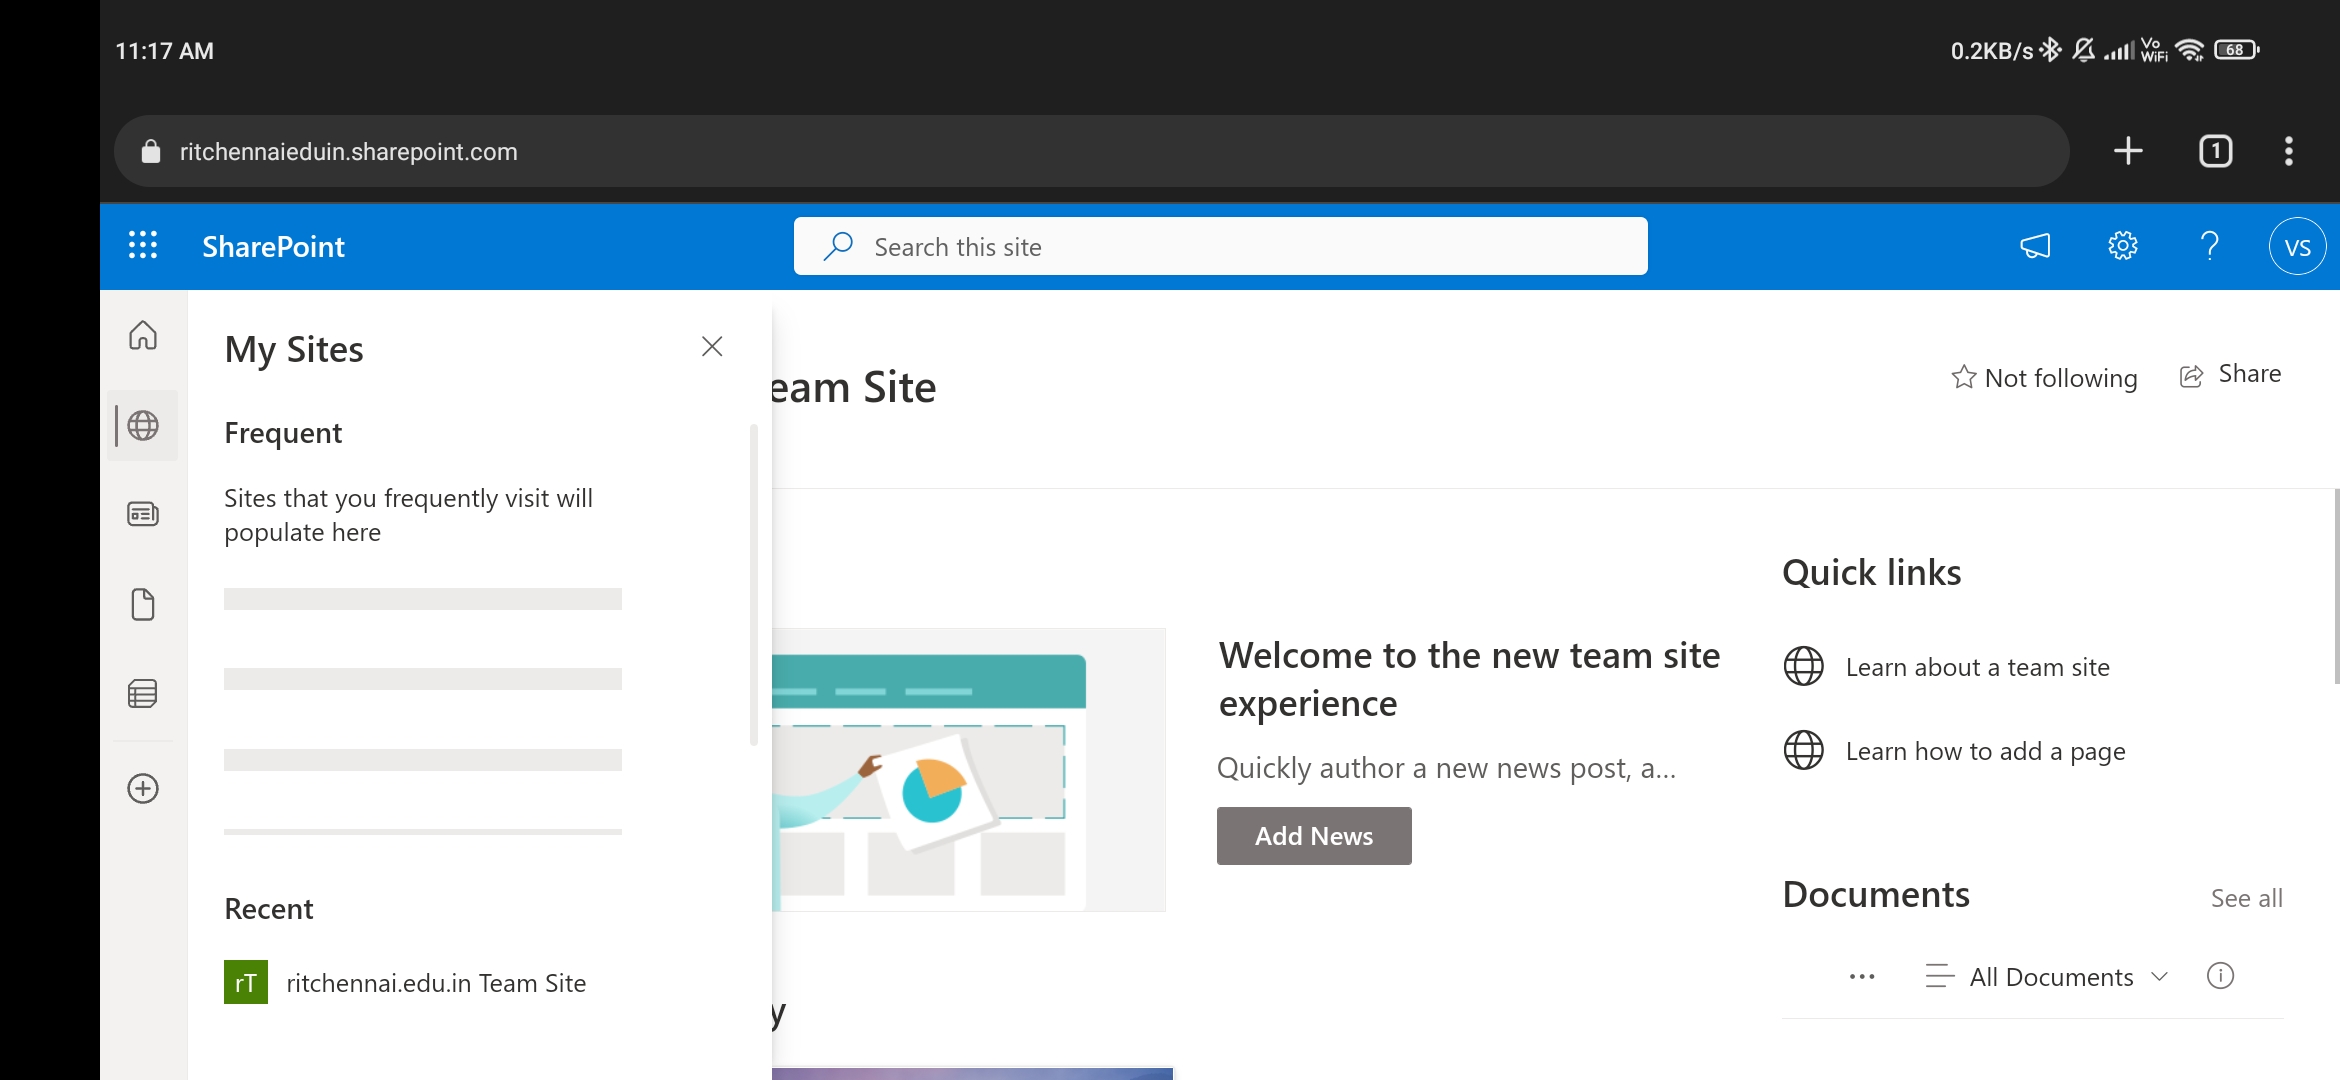 11:17 AM
0.2KB/s
Vo
WiFi
68
ritchennaieduin.sharepoint.com
1
SharePoint
Search this site
?
VS
My Sites
eam Site
Not following
Share
Frequent
Sites that you frequently visit will
populate here
Quick links
Welcome to the new team site
experience
Learn about a team site
Learn how to add a page
Quickly author a new news post, a...
Add News
Documents
See all
Recent
ritchennai.edu.in Team Site
rT
All Documents
y